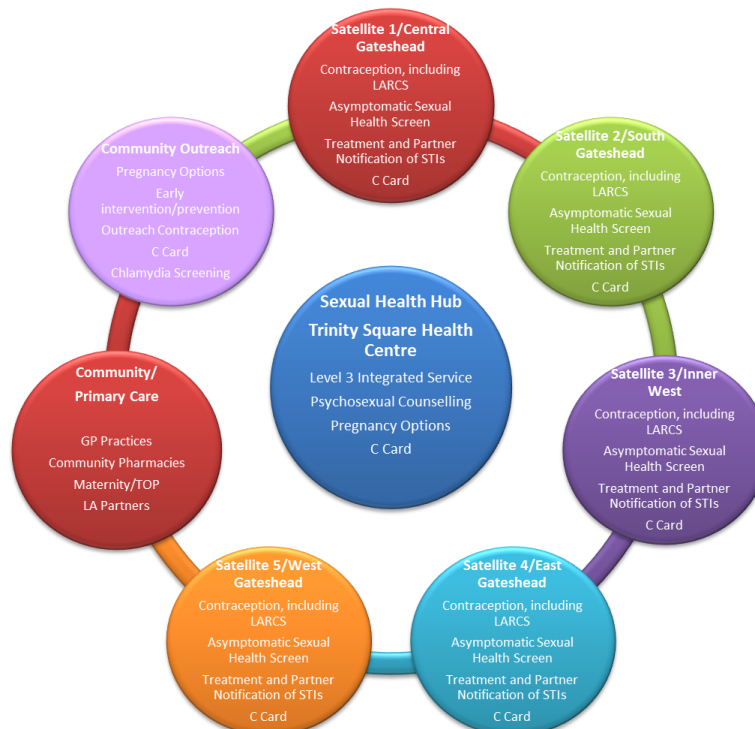 Satellite 1/Central
Gateshead
Contraception, including
LARCS
Asymptomatic Sexual
Health Screen
Treatment and Partner
Notification of STIs
C Card
Satellite 2/South
Gateshead
Contraception, including
LARCS
Asymptomatic Sexual
Health Screen
Treatment and Partner
Notification of STIs
C Card
Satellite 3/Inner
West
Contraception, including
LARCS
Asymptomatic Sexual
Health Screen
Treatment and Partner
Notification of STIs
C Card
Satellite 4/East
Gateshead
Contraception, including
LARCS
Asymptomatic Sexual
Health Screen
Treatment and Partner
Notification of STIs
C Card
Satellite 5/West
Gateshead
Contraception, including
LARCS
Asymptomatic Sexual
Health Screen
Treatment and Partner
Notification of STIs
C Card
Community/
Primary Care
GP Practices
Community Pharmacies
Maternity/TOP
LA Partners
Community Outreach
Pregnancy Options
Early
intervention/prevention
Outreach Contraception
C Card
Chlamydia Screening
Sexual Health Hub
Trinity Square Health
Centre
Level 3 Integrated Service
Psychosexual Counselling
Pregnancy Options
C Card